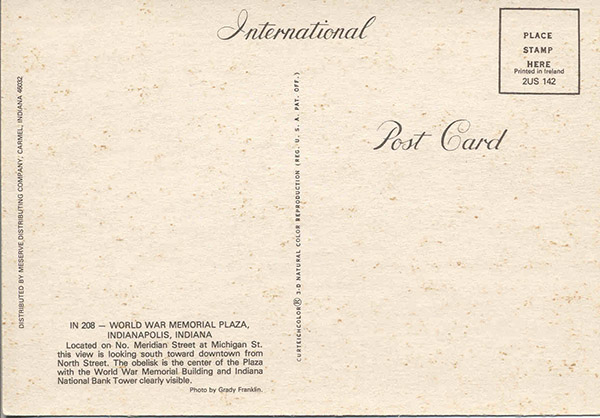 International
PLACE
STAMP
HERE
Printed in Ireland
2US 142
Post Card
DISTRIBUTED BY MESERVE DISTRIBUTING COMPANY, CARMEL, INDIANA 46032
CURTEICHCOLOR® 3-D NATURAL COLOR REPRODUCTION (REG. U. S. A. PAT. OFF.)
IN 208 — WORLD WAR MEMORIAL PLAZA,
INDIANAPOLIS, INDIANA
Located on No. Meridian Street at Michigan St.
this view is looking south toward downtown from
North Street. The obelisk is the center of the Plaza
with the World War Memorial Building and Indiana
National Bank Tower clearly visible.
Photo by Grady Franklin.